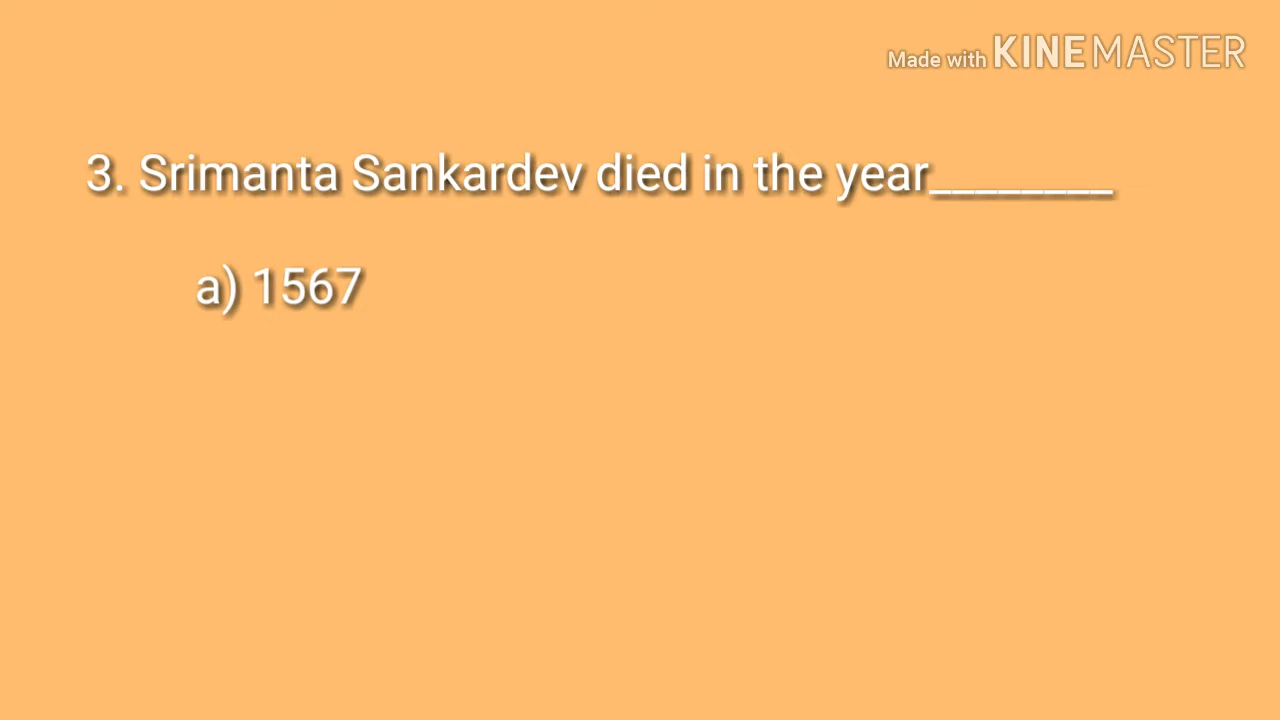 Made with KINEMASTER
3. Srimanta Sankardev died in the year________
a) 1567